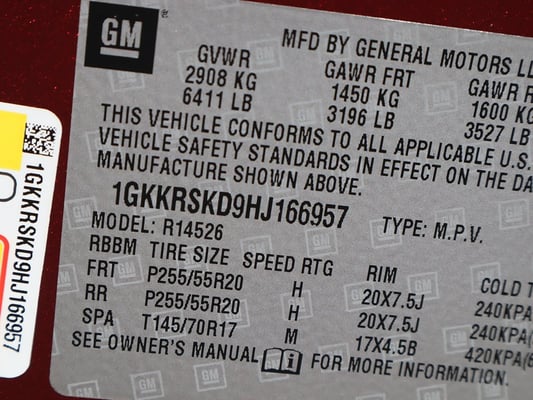 GM
MFD BY GENERAL MOTORS LL
GVWR GAWR FRT GAWR R
2908 KG 1450 KG 1600 KG
6411 LB 3196 LB 3527 LB
THIS VEHICLE CONFORMS TO ALL APPLICABLE U.S.
VEHICLE SAFETY STANDARDS IN EFFECT ON THE DA
MANUFACTURE SHOWN ABOVE.
1GKKRSKD9HJ166957 TYPE: M.P.V.
MODEL: R14526
RBBM TIRE SIZE SPEED RTG RIM COLD T
FRT P255/55R20 H 20X7.5J 240KPA(
RR P255/55R20 H 20X7.5J 240KPA(
SPA T145/70R17 M 17X4.5B 420KPA(6
SEE OWNER'S MANUAL i FOR MORE INFORMATION.
1GKKRSKD9HJ166957